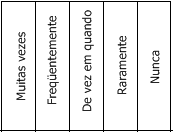 Muitas vezes
Freqüentemente
De vez em quando
Raramente
Nunca